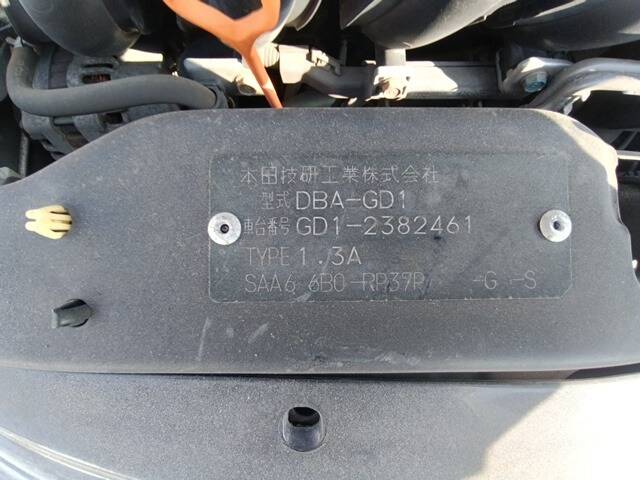 本田技研工業株式会社
型式 DBA-GD1
車台番号 GD1-2382461
TYPE 1.3A
SAA6 6B0-RP39P -G -S